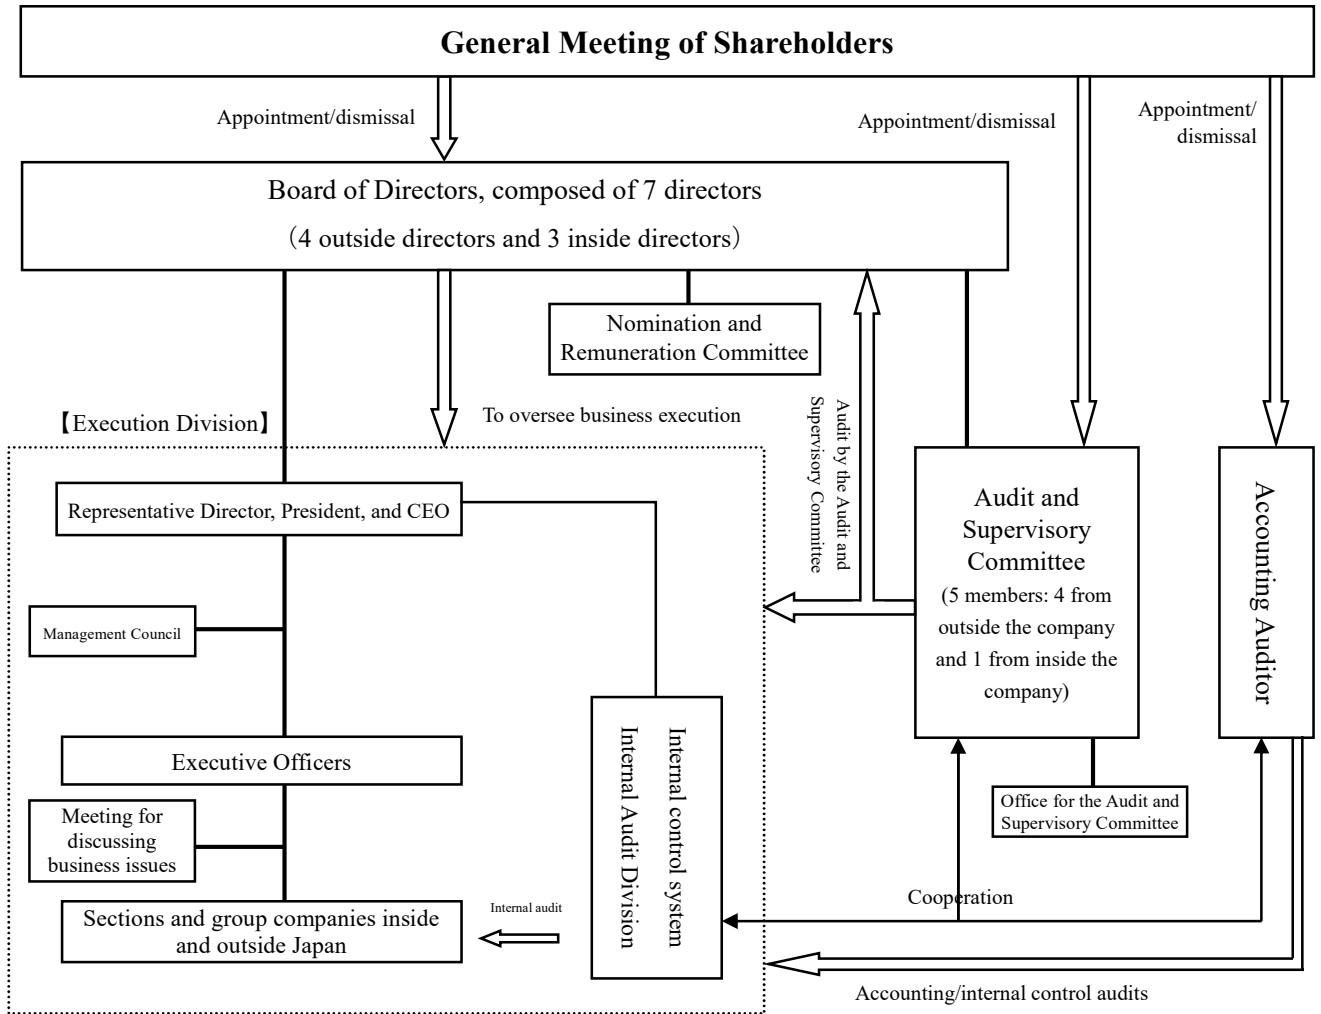 General Meeting of Shareholders
Appointment/dismissal
Appointment/dismissal
Appointment/
dismissal
Board of Directors, composed of 7 directors
(4 outside directors and 3 inside directors)
Nomination and
Remuneration Committee
To oversee business execution
【Execution Division】
Audit by the Audit and
Supervisory Committee
Representative Director, President, and CEO
Audit and
Supervisory
Committee
(5 members: 4 from
outside the company
and 1 from inside the
company)
Accounting Auditor
Management Council
Executive Officers
Internal control system
Internal Audit Division
Office for the Audit and
Supervisory Committee
Meeting for
discussing
business issues
Sections and group companies inside
and outside Japan
Internal audit
Cooperation
Accounting/internal control audits